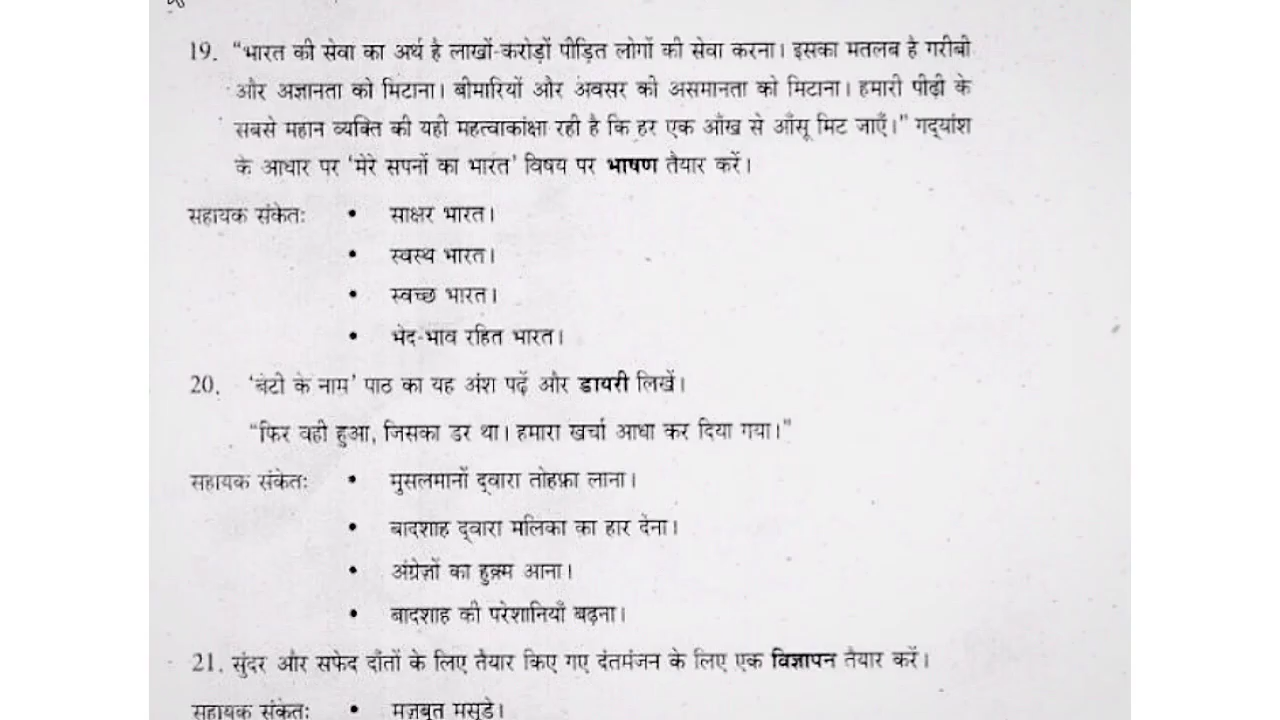 19. "भारत की सेवा का अर्थ है लाखों-करोड़ों पीड़ित लोगों की सेवा करना। इसका मतलब है गरीबी
और अज्ञानता को मिटाना। बीमारियों और अवसर की असमानता को मिटाना। हमारी पीढ़ी के
सबसे महान व्यक्ति की यही महत्वाकांक्षा रही है कि हर एक आँख से आँसू मिट जाएँ।" गद्यांश
के आधार पर 'मेरे सपनों का भारत' विषय पर भाषण तैयार करें।
सहायक संकेतः • साक्षर भारत।
• स्वस्थ भारत।
• स्वच्छ भारत।
• भेद-भाव रहित भारत।
20. 'बेटी के नाम' पाठ का यह अंश पढ़ें और डायरी लिखें।
"फिर वही हुआ, जिसका डर था। हमारा खर्चा आधा कर दिया गया।"
सहायक संकेतः • मुसलमानों द्वारा तोहफ़ा लाना।
• बादशाह द्वारा मलिका का हार देना।
• अंग्रेज़ों का हुक्म आना।
• बादशाह की परेशानियाँ बढ़ना।
21. सुंदर और सफेद दाँतों के लिए तैयार किए गए दंतमंजन के लिए एक विज्ञापन तैयार करें।
सहायक संकेतः • मज़बूत मसूड़े।